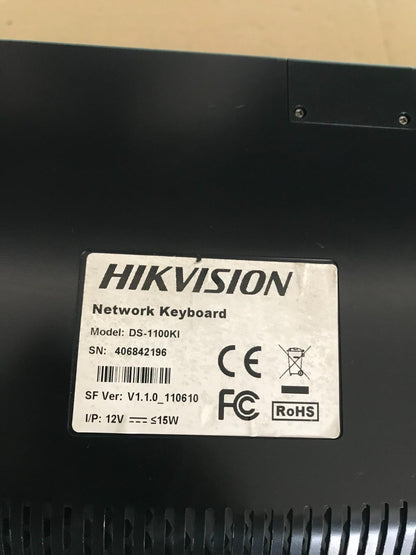 HIKVISION
Network Keyboard
Model: DS-1100KI
SN: 406842196
CE
SF Ver: V1.1.0_110610
FC
RoHS
I/P: 12V ⎓ ≤15W